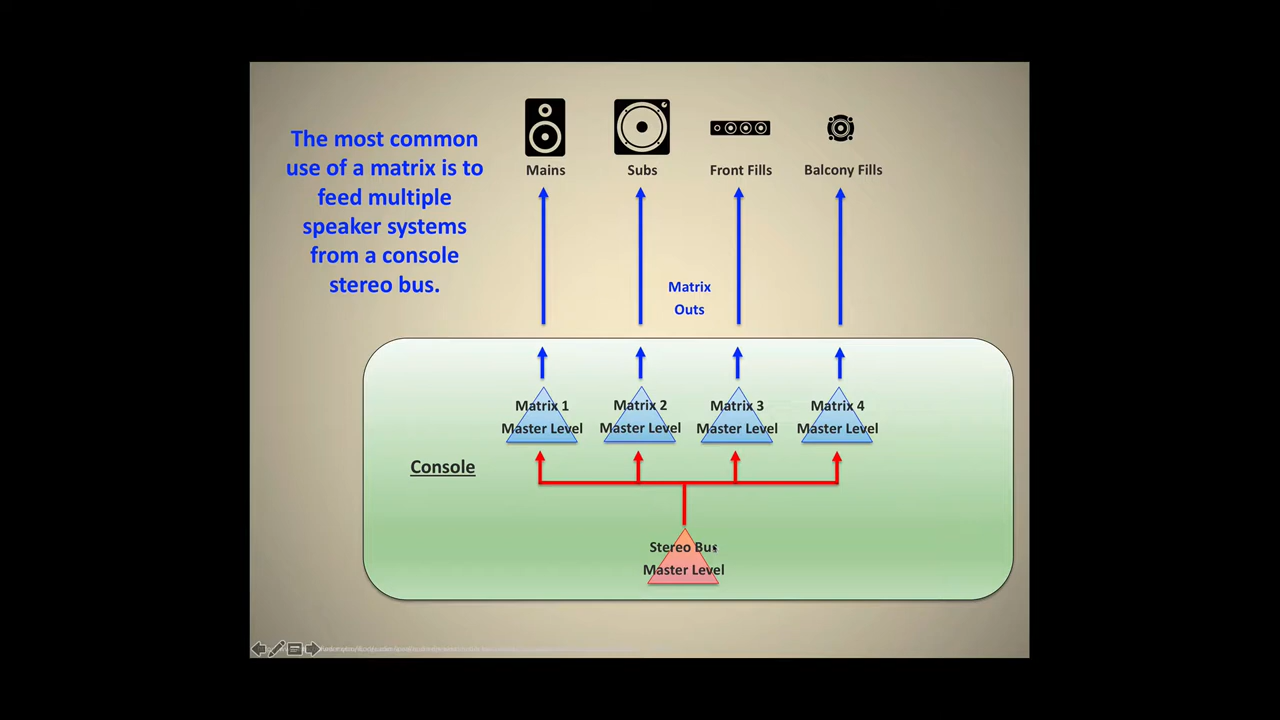 The most common
use of a matrix is to
feed multiple
speaker systems
from a console
stereo bus.
Mains
Subs
Front Fills
Balcony Fills
Matrix
Outs
Matrix 1
Master Level
Matrix 2
Master Level
Matrix 3
Master Level
Matrix 4
Master Level
Console
Stereo Bus
Master Level